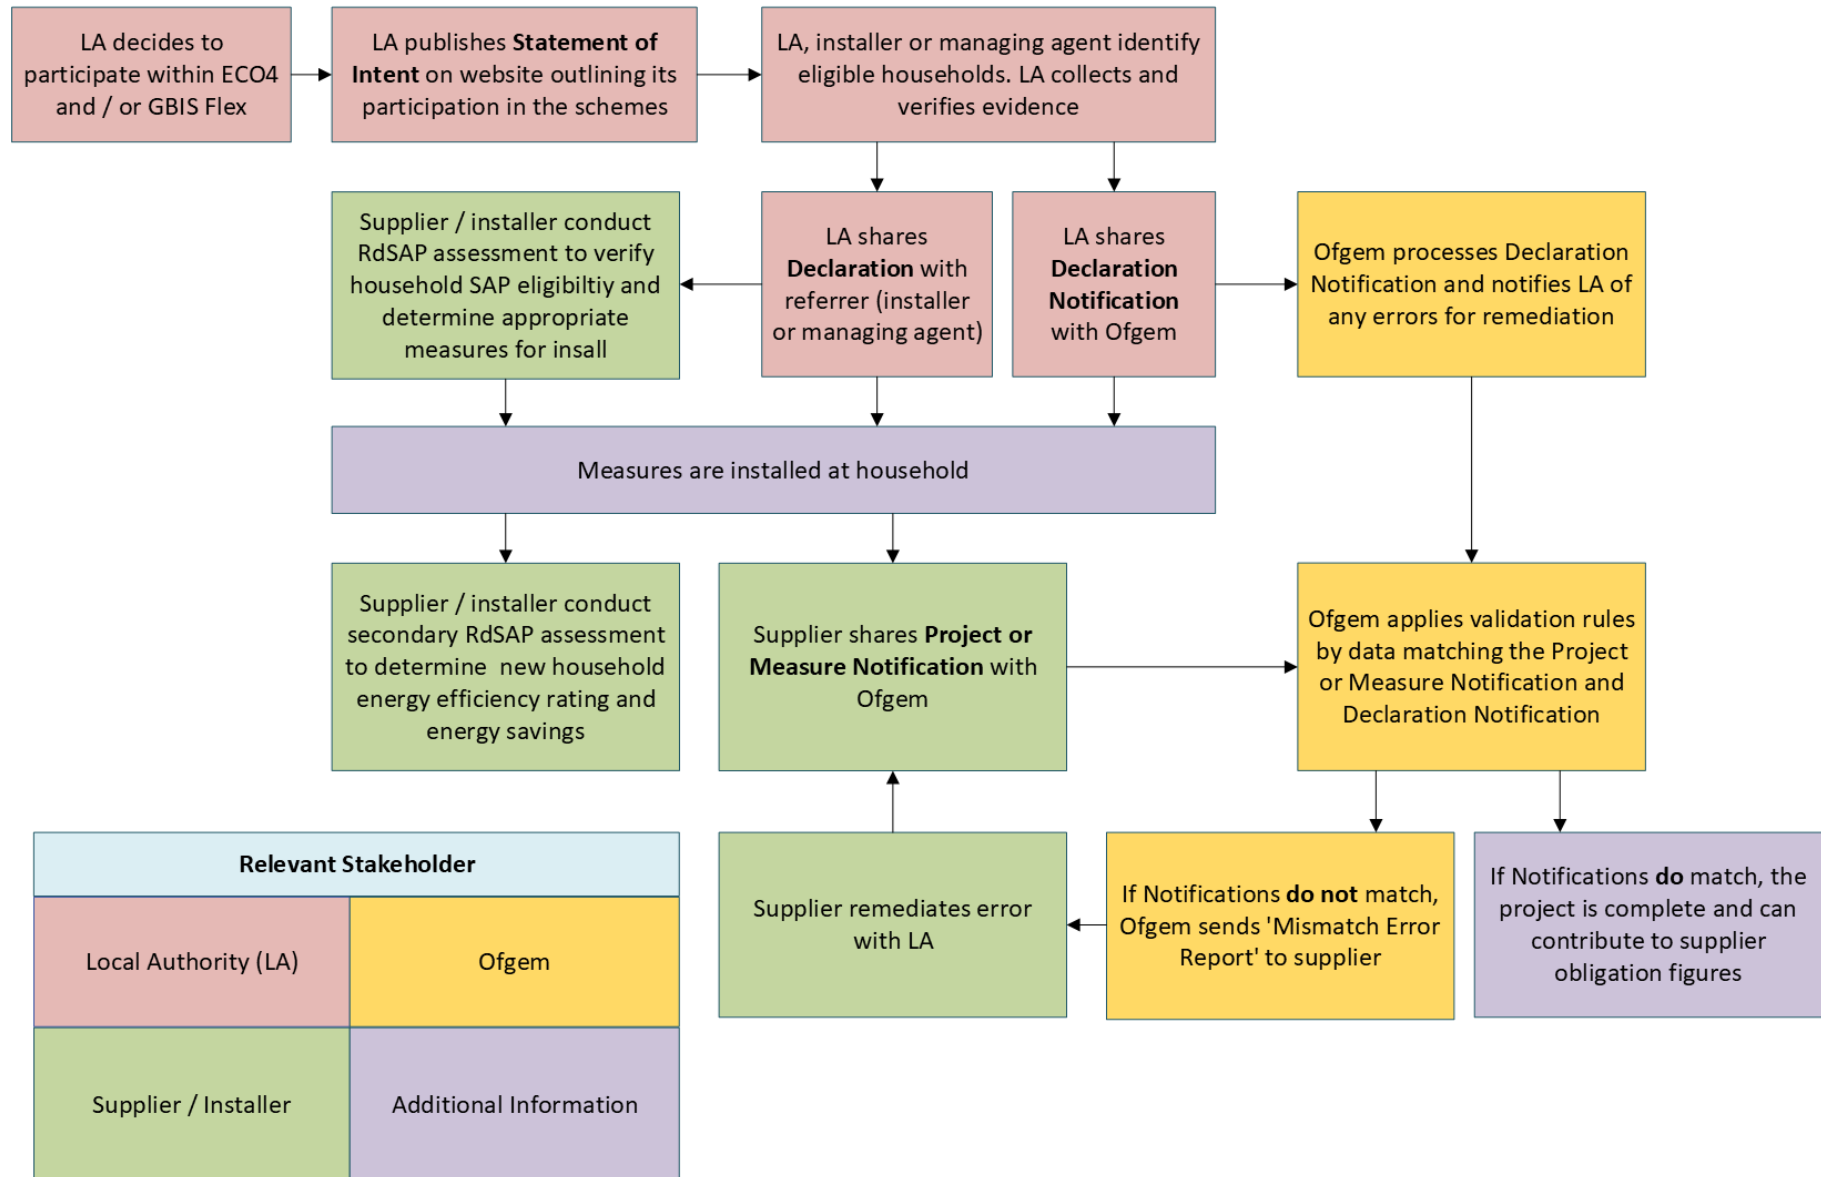 LA decides to
participate within ECO4
and / or GBIS Flex
LA publishes Statement of
Intent on website outlining its
participation in the schemes
LA, installer or managing agent identify
eligible households. LA collects and
verifies evidence
Supplier / installer conduct
RdSAP assessment to verify
household SAP eligibiltiy and
determine appropriate
measures for insall
LA shares
Declaration with
referrer (installer
or managing agent)
LA shares
Declaration
Notification
with Ofgem
Ofgem processes Declaration
Notification and notifies LA of
any errors for remediation
Measures are installed at household
Supplier / installer conduct
secondary RdSAP assessment
to determine new household
energy efficiency rating and
energy savings
Supplier shares Project or
Measure Notification with
Ofgem
Ofgem applies validation rules
by data matching the Project
or Measure Notification and
Declaration Notification
Supplier remediates error
with LA
If Notifications do not match,
Ofgem sends 'Mismatch Error
Report' to supplier
If Notifications do match, the
project is complete and can
contribute to supplier
obligation figures
Relevant Stakeholder
Local Authority (LA)
Ofgem
Supplier / Installer
Additional Information